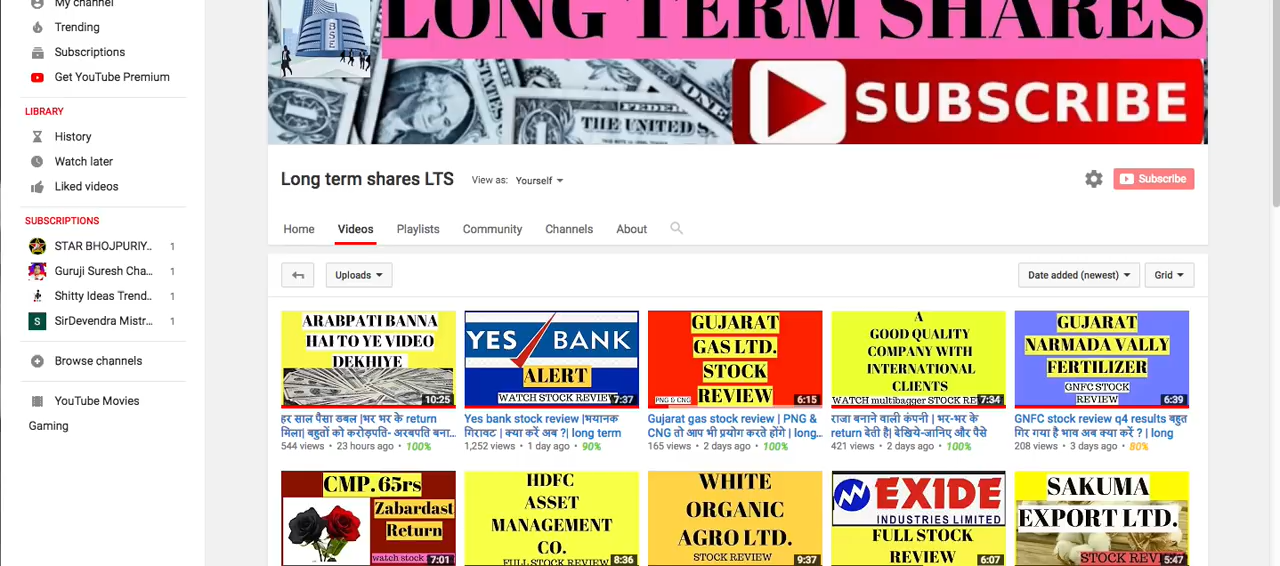 My channel
Trending
Subscriptions
Get YouTube Premium
LIBRARY
History
Watch later
Liked videos
SUBSCRIPTIONS
STAR BHOJPURIY.. 1
Guruji Suresh Cha... 1
Shitty Ideas Trend.. 1
S SirDevendra Mistr... 1
Browse channels
YouTube Movies
Gaming
LONG TERM SHARES
FEDER
ONE
THE UNITED S
SUBSCRIBE
Long term shares LTS View as: Yourself
Subscribe
Home Videos Playlists Community Channels About
Uploads Date added (newest) Grid
ARABPATI BANNA
HAI TO YE VIDEO
DEKHIYE
10:25
हर साल पैसा डबल |भर भर के return
मिला| बहुतों को करोड़पति- अरबपति बना...
544 views • 23 hours ago • 100%
YES BANK
ALERT
WATCH STOCK REVIEW
7:37
Yes bank stock review |भयानक
गिरावट | क्या करें अब ?| long term
1,252 views • 1 day ago • 90%
GUJARAT
GAS LTD.
STOCK
REVIEW
PNG & CNG
6:15
Gujarat gas stock review | PNG &
CNG तो आप भी प्रयोग करते होंगे | long...
165 views • 2 days ago • 100%
A
GOOD QUALITY
COMPANY WITH
INTERNATIONAL
CLIENTS
WATCH multibagger STOCK RE
7:34
राजा बनाने वाली कंपनी | भर-भर के
return देती है| देखिये-जानिए और पैसे
421 views • 2 days ago • 100%
GUJARAT
NARMADA VALLY
FERTILIZER
GNFC STOCK
REVIEW
6:39
GNFC stock review q4 results बहुत
गिर गया है भाव अब क्या करें ? | long
208 views • 3 days ago • 80%
CMP. 65rs
Zabardast
Return
watch stock
7:01
HDFC
ASSET
MANAGEMENT
CO.
FULL STOCK REVIEW
8:36
WHITE
ORGANIC
AGRO LTD.
STOCK REVIEW
9:37
EXIDE
INDUSTRIES LIMITED
FULL STOCK
REVIEW
6:07
SAKUMA
EXPORT LTD.
STOCK REV
5:47